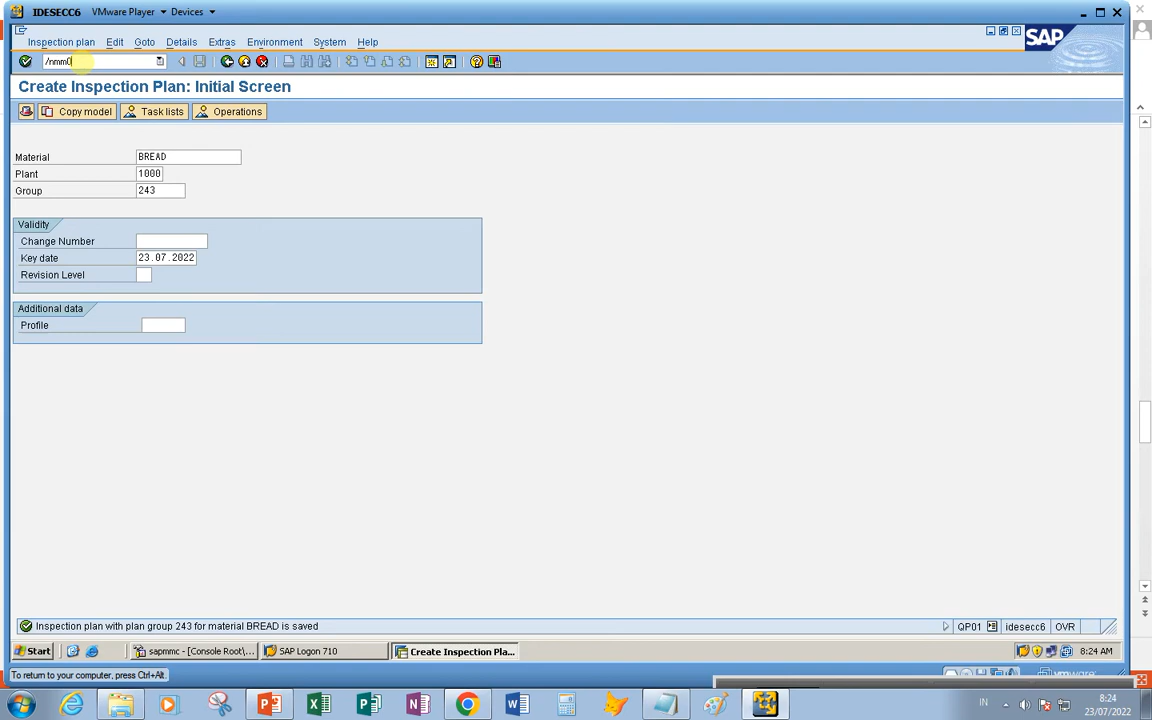 IDESECC6 VMware Player Devices
Inspection plan Edit Goto Details Extras Environment System Help
SAP
/nmm0
Create Inspection Plan: Initial Screen
Copy model Task lists Operations
Material BREAD
Plant 1000
Group 243
Validity
Change Number
Key date 23.07.2022
Revision Level
Additional data
Profile
Inspection plan with plan group 243 for material BREAD is saved
QP01 idesecc6 OVR
Start sapmmc - [Console Root\... SAP Logon 710 Create Inspection Pla... 8:24 AM
To return to your computer, press Ctrl+Alt.
vmware
IN 8:24
23/07/2022